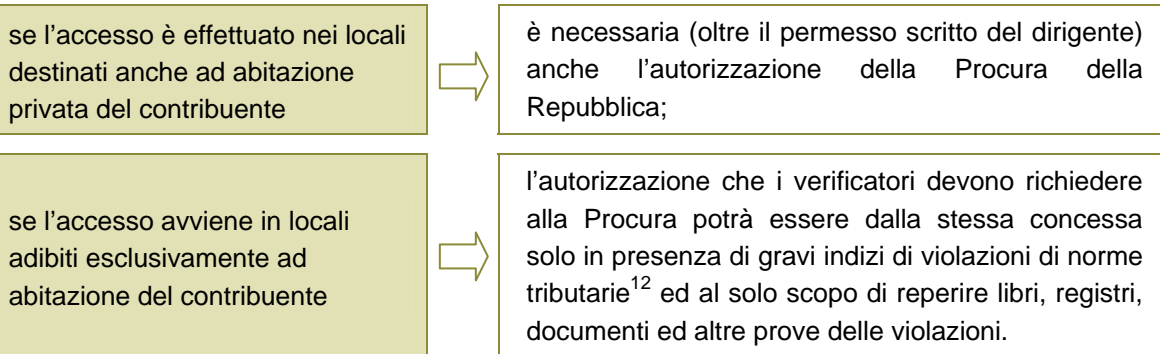 se l'accesso è effettuato nei locali
destinati anche ad abitazione
privata del contribuente
è necessaria (oltre il permesso scritto del dirigente)
anche l'autorizzazione della Procura della
Repubblica;
se l'accesso avviene in locali
adibiti esclusivamente ad
abitazione del contribuente
l'autorizzazione che i verificatori devono richiedere
alla Procura potrà essere dalla stessa concessa
solo in presenza di gravi indizi di violazioni di norme
tributarie12 ed al solo scopo di reperire libri, registri,
documenti ed altre prove delle violazioni.